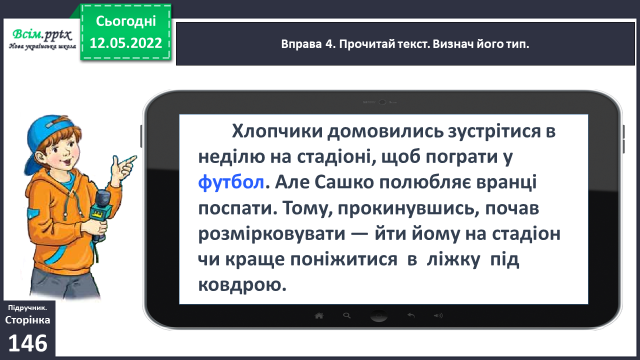 Всім.pptx
Нова українська школа
Сьогодні
12.05.2022
Вправа 4. Прочитай текст. Визнач його тип.
Хлопчики домовились зустрітися в
неділю на стадіоні, щоб пограти у
футбол. Але Сашко полюбляє вранці
поспати. Тому, прокинувшись, почав
розмірковувати — йти йому на стадіон
чи краще поніжитися в ліжку під
ковдрою.
Підручник.
Сторінка
146